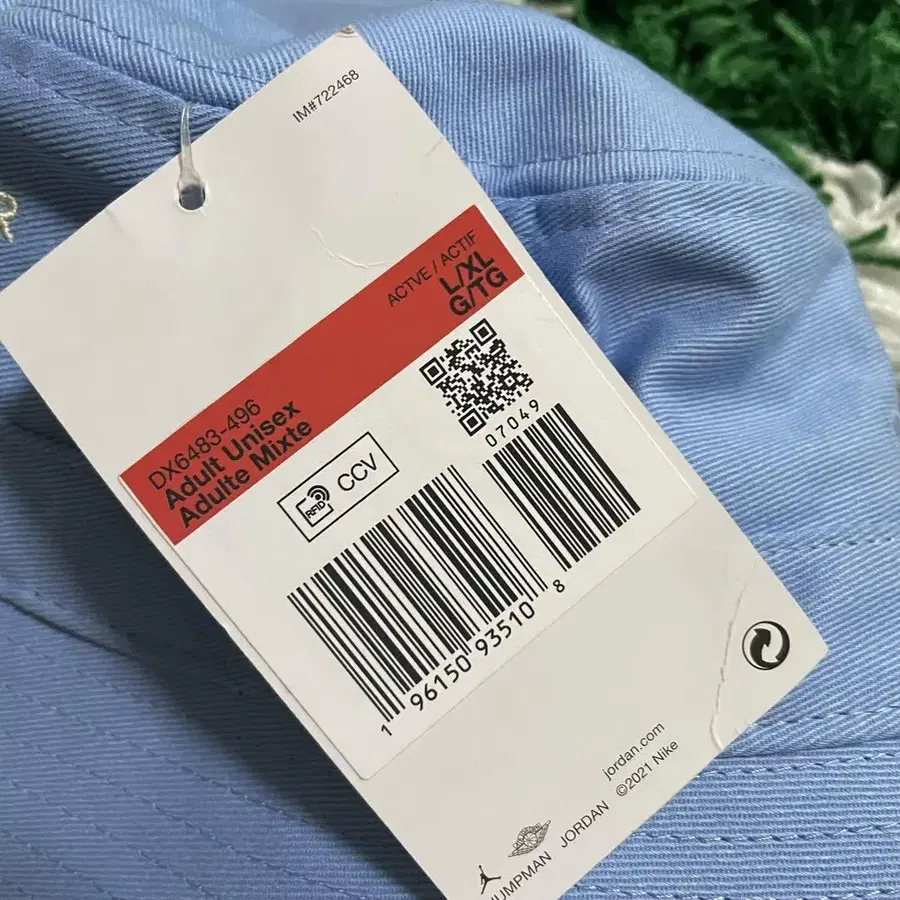 IM#722468
ACTVE / ACTIF
L/XL
G/TG
DX6483-496
Adult Unisex
Adulte Mixte
RFID
CCV
07049
1 96150 93510 8
jordan.com
©2021 Nike
JORDAN